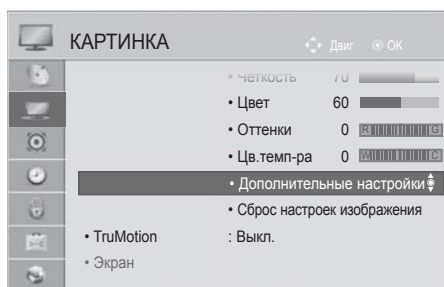 КАРТИНКА Двиг OK
• Четкость 70
• Цвет 60
• Оттенки 0 R G
• Цв.темп-ра 0 W C
• Дополнительные настройки
• Сброс настроек изображения
• TruMotion : Выкл.
• Экран